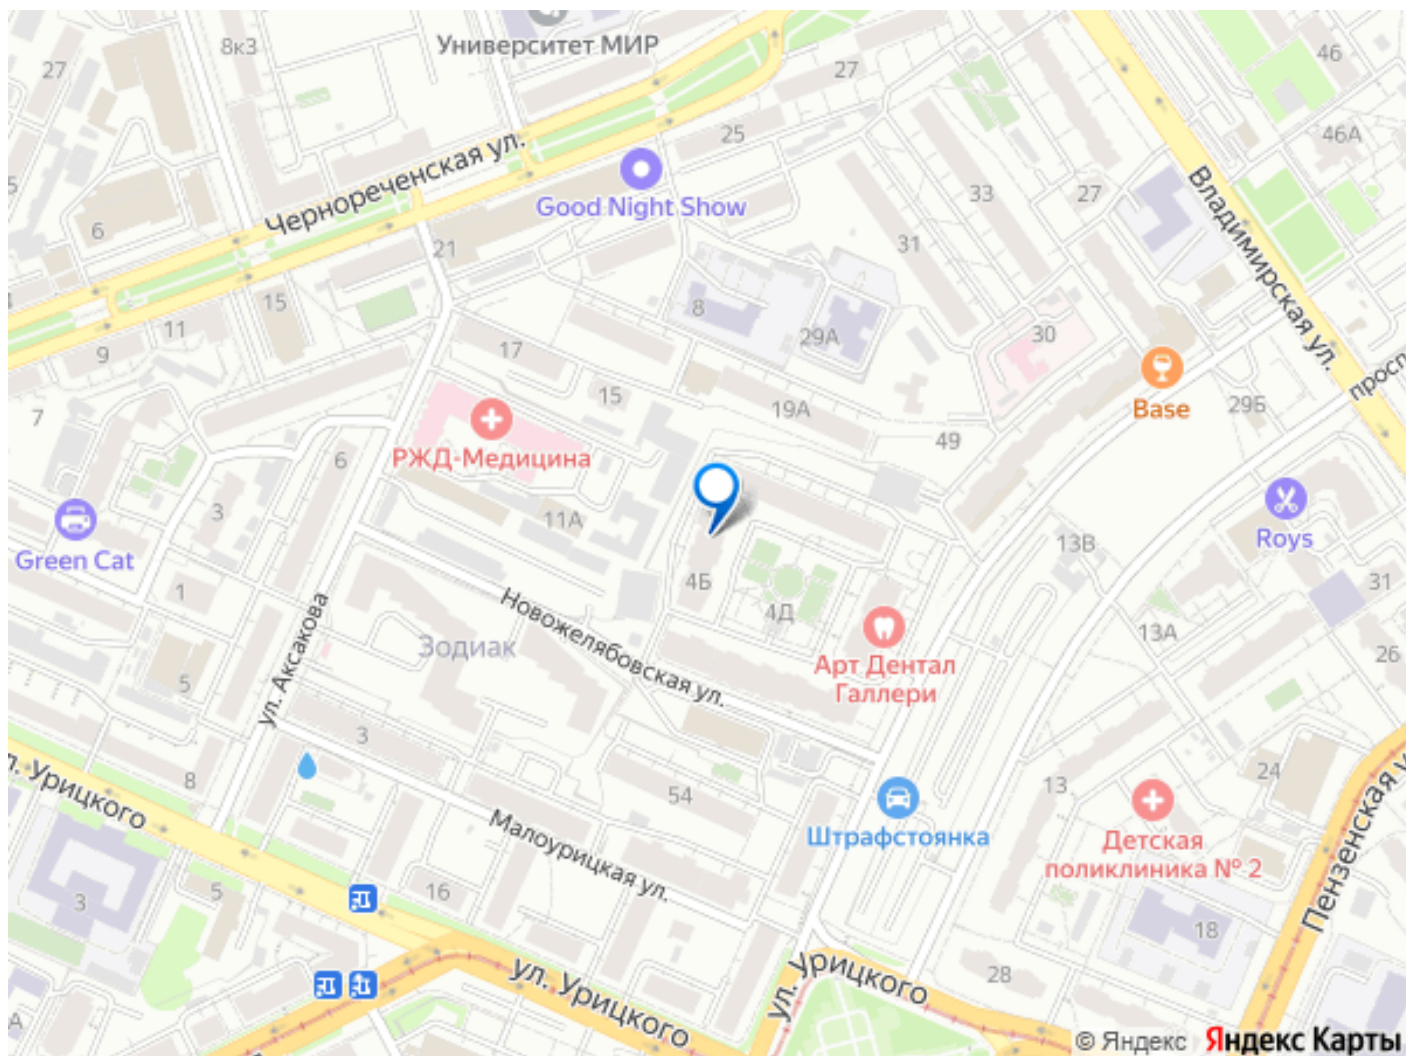 8к3
Университет МИР
27
27
46
46А
25
Чернореченская ул.
Good Night Show
33
27
Владимирская ул.
6
31
21
15
8
11
29А
30
9
17
просп
15
19А
Base
29Б
7
49
РЖД-Медицина
6
3
11А
Green Cat
Roys
13В
4Б
31
1
4Д
Новожелябовская ул.
ул. Аксакова
Зодиак
13А
Арт Дентал
Галлери
26
5
3
8
л. Урицкого
54
13
24
Штрафстоянка
Малоурицкая ул.
Детская
поликлиника № 2
Пензенская у
16
5
3
18
ул. Урицкого
ул. Урицкого
28
А
© Яндекс Яндекс Карты